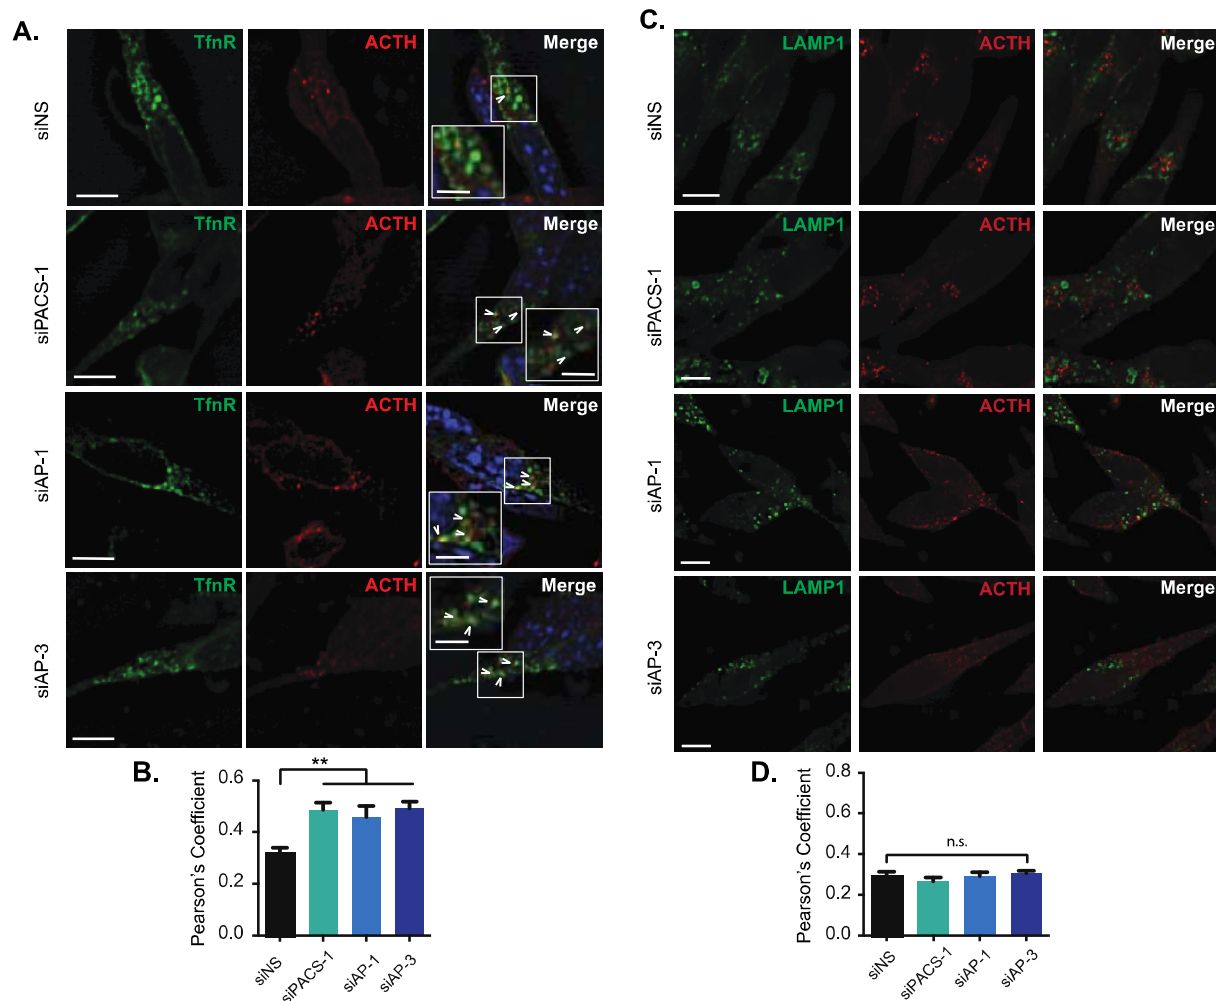 A.
TfnR ACTH Merge
siNS
TfnR ACTH Merge
siPACS-1
TfnR ACTH Merge
siAP-1
TfnR ACTH Merge
siAP-3
B.
**
Pearson's Coefficient
0.6
0.4
0.2
0.0
siNS siPACS-1 siAP-1 siAP-3
C.
LAMP1 ACTH Merge
siNS
LAMP1 ACTH Merge
siPACS-1
LAMP1 ACTH Merge
siAP-1
LAMP1 ACTH Merge
siAP-3
D.
Pearson's Coefficient
0.8
0.6
0.4
0.2
0.0
n.s.
siNS siPACS-1 siAP-1 siAP-3